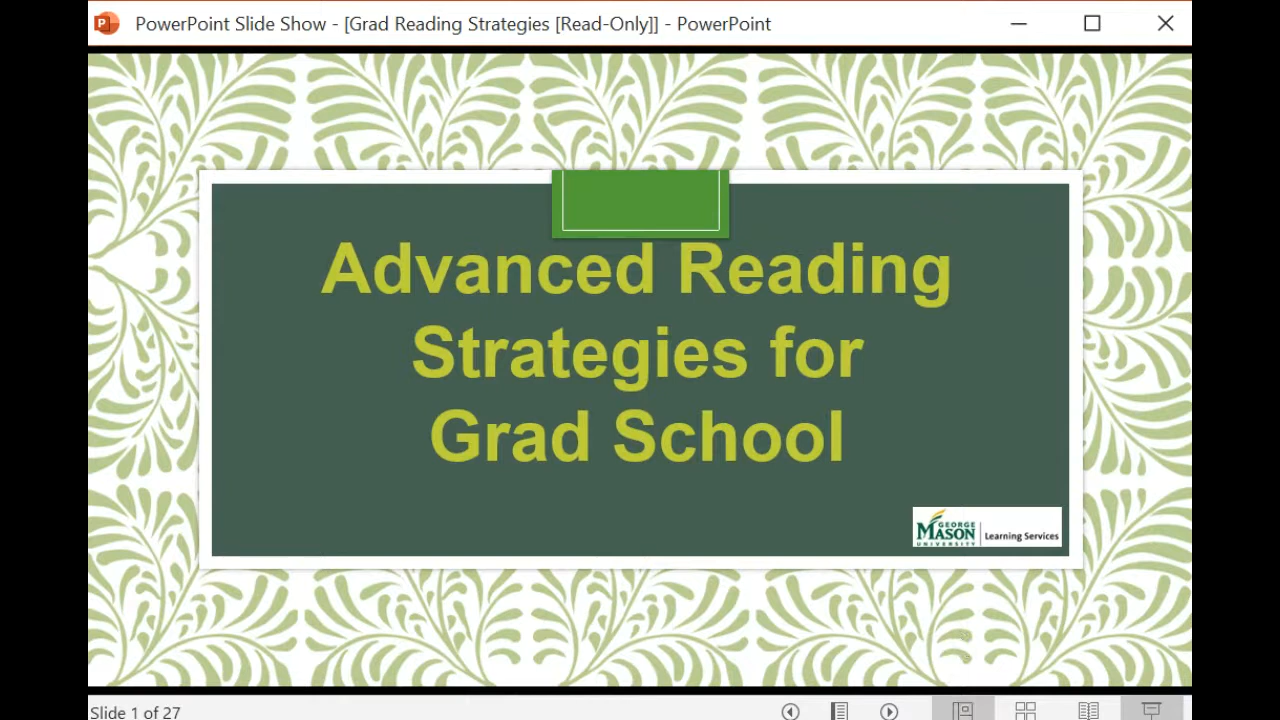 PowerPoint Slide Show - [Grad Reading Strategies [Read-Only]] - PowerPoint
Advanced Reading
Strategies for
Grad School
GEORGE
MASON
UNIVERSITY
Learning Services
Slide 1 of 27